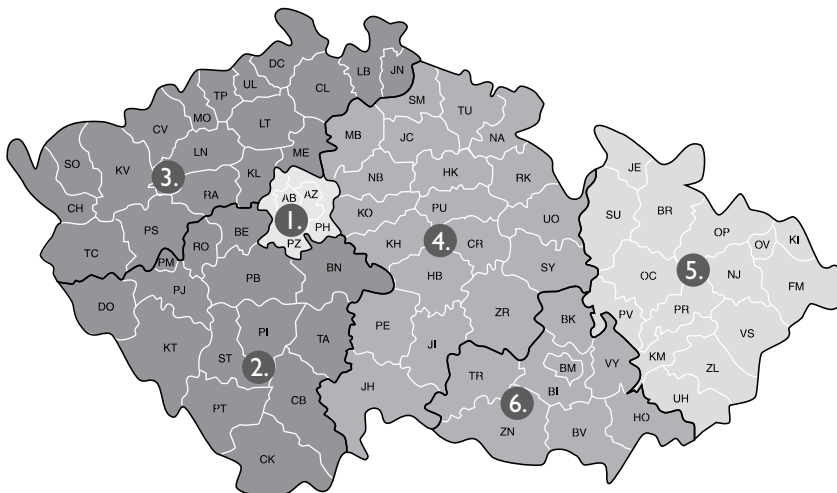 DC
LB
JN
UL
CL
TP
SM
MO
TU
CV
LT
MB
JC
NA
LN
ME
SO
KV
3.
KL
NB
HK
RK
JE
RA
AB
AZ
CH
KO
PU
SU
BR
PS
1.
PH
UO
OP
RO
BE
4.
OV
KI
TC
PZ
KH
CR
PM
BN
SY
OC
5.
NJ
PB
HB
FM
PJ
DO
ZR
PV
PR
BK
PI
TA
PE
VS
KT
JI
KM
ST
2.
VY
TR
BM
ZL
BI
JH
CB
6.
UH
PT
HO
ZN
BV
CK